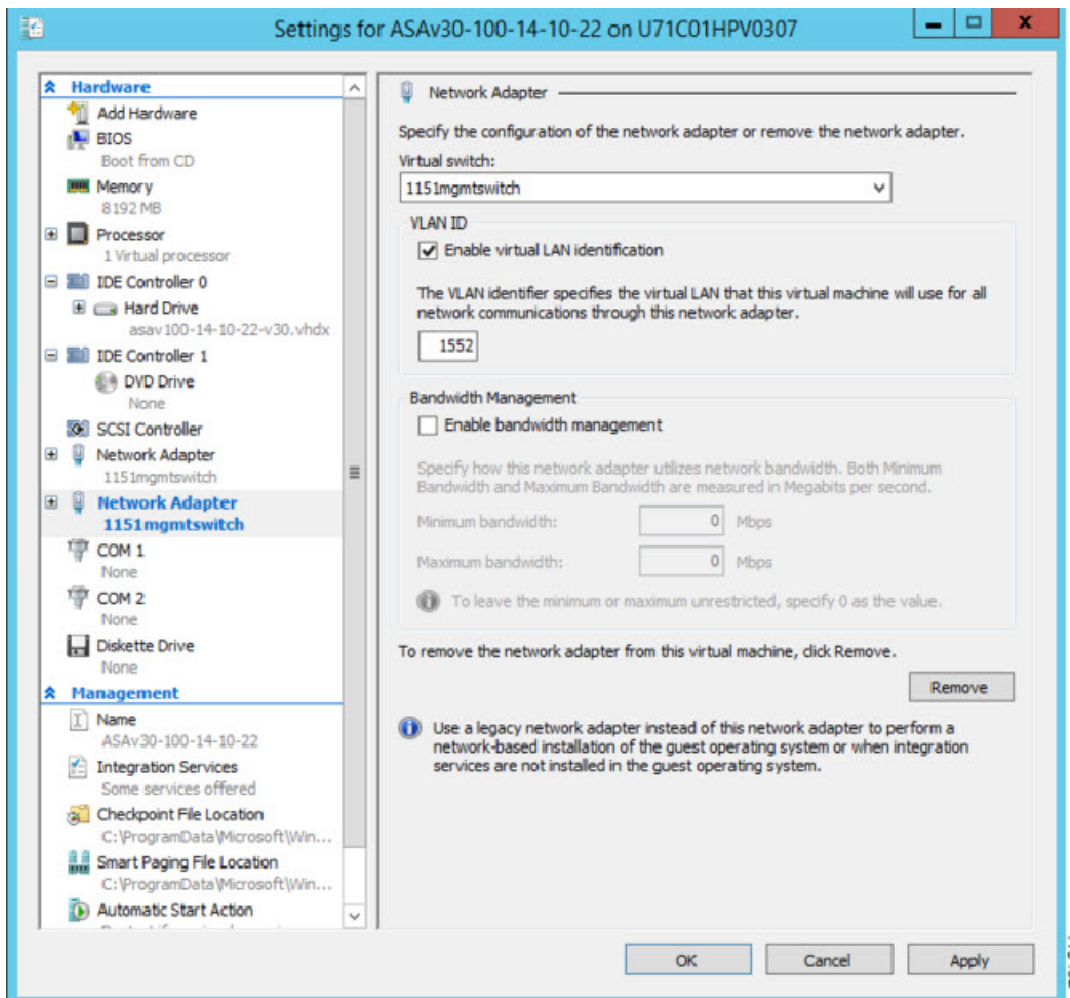 Settings for ASAv30-100-14-10-22 on U71C01HPV0307
X
Hardware
Add Hardware
BIOS
Boot from CD
Memory
8192 MB
Processor
1 Virtual processor
IDE Controller 0
Hard Drive
asav100-14-10-22-v30.vhdx
IDE Controller 1
DVD Drive
None
SCSI Controller
Network Adapter
1151mgmtswitch
Network Adapter
1151mgmtswitch
COM 1
None
COM 2
None
Diskette Drive
None
Management
Name
ASAv30-100-14-10-22
Integration Services
Some services offered
Checkpoint File Location
C:\ProgramData\Microsoft\Win...
Smart Paging File Location
C:\ProgramData\Microsoft\Win...
Automatic Start Action
Network Adapter
Specify the configuration of the network adapter or remove the network adapter.
Virtual switch:
1151mgmtswitch
VLAN ID
Enable virtual LAN identification
The VLAN identifier specifies the virtual LAN that this virtual machine will use for all
network communications through this network adapter.
1552
Bandwidth Management
Enable bandwidth management
Specify how this network adapter utilizes network bandwidth. Both Minimum
Bandwidth and Maximum Bandwidth are measured in Megabits per second.
Minimum bandwidth: 0 Mbps
Maximum bandwidth: 0 Mbps
To leave the minimum or maximum unrestricted, specify 0 as the value.
To remove the network adapter from this virtual machine, click Remove.
Remove
Use a legacy network adapter instead of this network adapter to perform a
network-based installation of the guest operating system or when integration
services are not installed in the guest operating system.
OK Cancel Apply